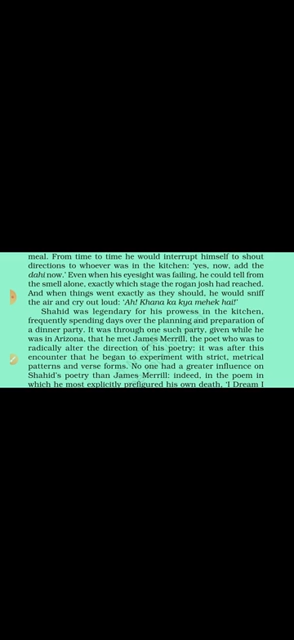 meal. From time to time he would interrupt himself to shout
directions to whoever was in the kitchen: 'yes, now, add the
dahi now.' Even when his eyesight was failing, he could tell from
the smell alone, exactly which stage the rogan josh had reached.
And when things went exactly as they should, he would sniff
the air and cry out loud: 'Ah! Khana ka kya mehek hai!'
Shahid was legendary for his prowess in the kitchen,
frequently spending days over the planning and preparation of
a dinner party. It was through one such party, given while he
was in Arizona, that he met James Merrill, the poet who was to
radically alter the direction of his poetry: it was after this
encounter that he began to experiment with strict, metrical
patterns and verse forms. No one had a greater influence on
Shahid's poetry than James Merrill: indeed, in the poem in
which he most explicitly prefigured his own death, 'I Dream I